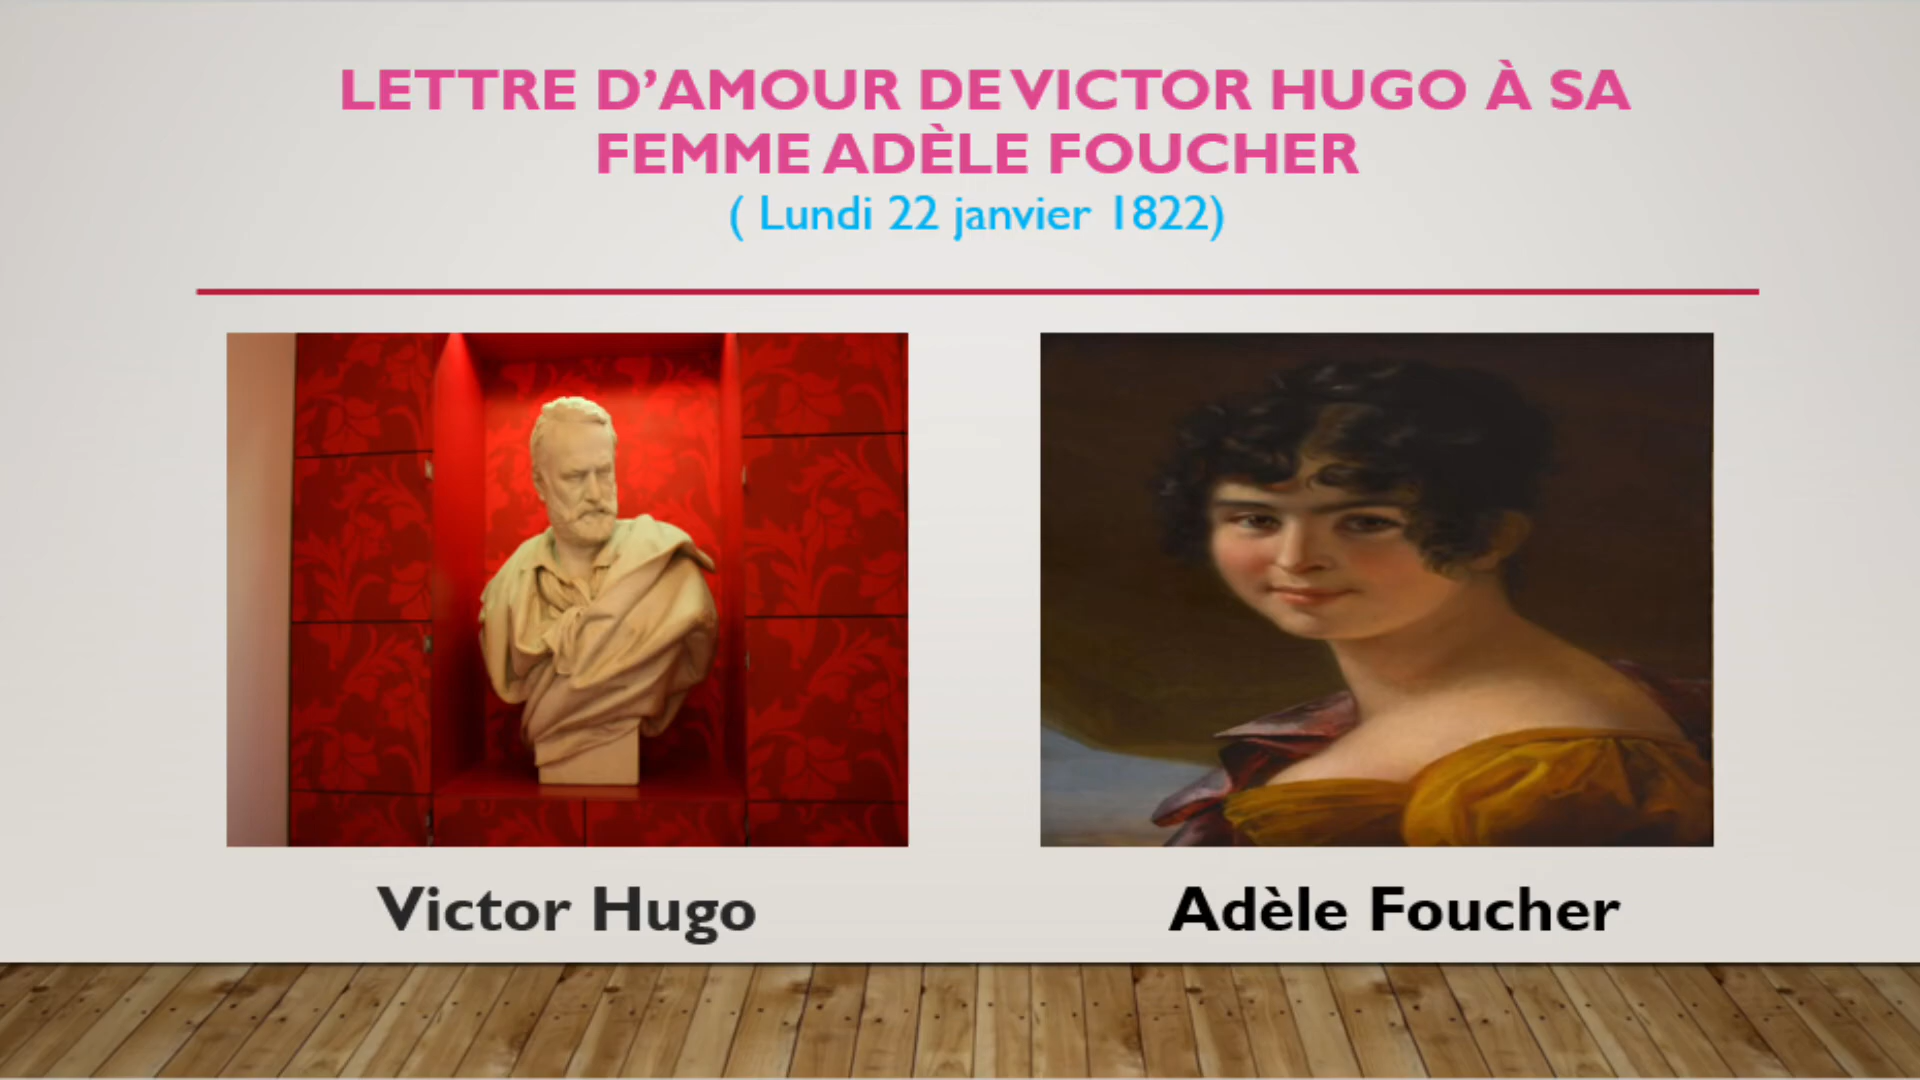 LETTRE D’AMOUR DE VICTOR HUGO À SA
FEMME ADÈLE FOUCHER
( Lundi 22 janvier 1822)
Victor Hugo
Adèle Foucher